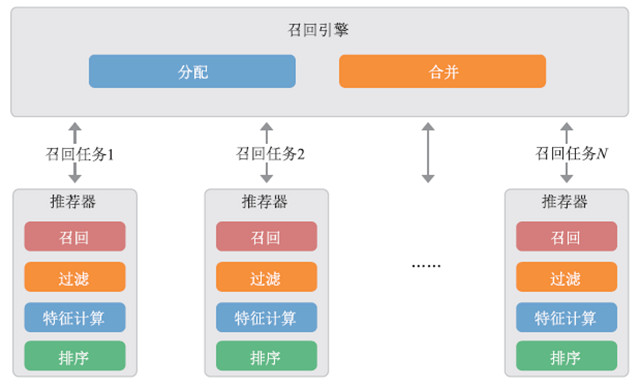 召回引擎
分配 合并
召回任务1 召回任务2 召回任务N
推荐器 推荐器 推荐器
召回 召回 召回
过滤 过滤 …… 过滤
特征计算 特征计算 特征计算
排序 排序 排序